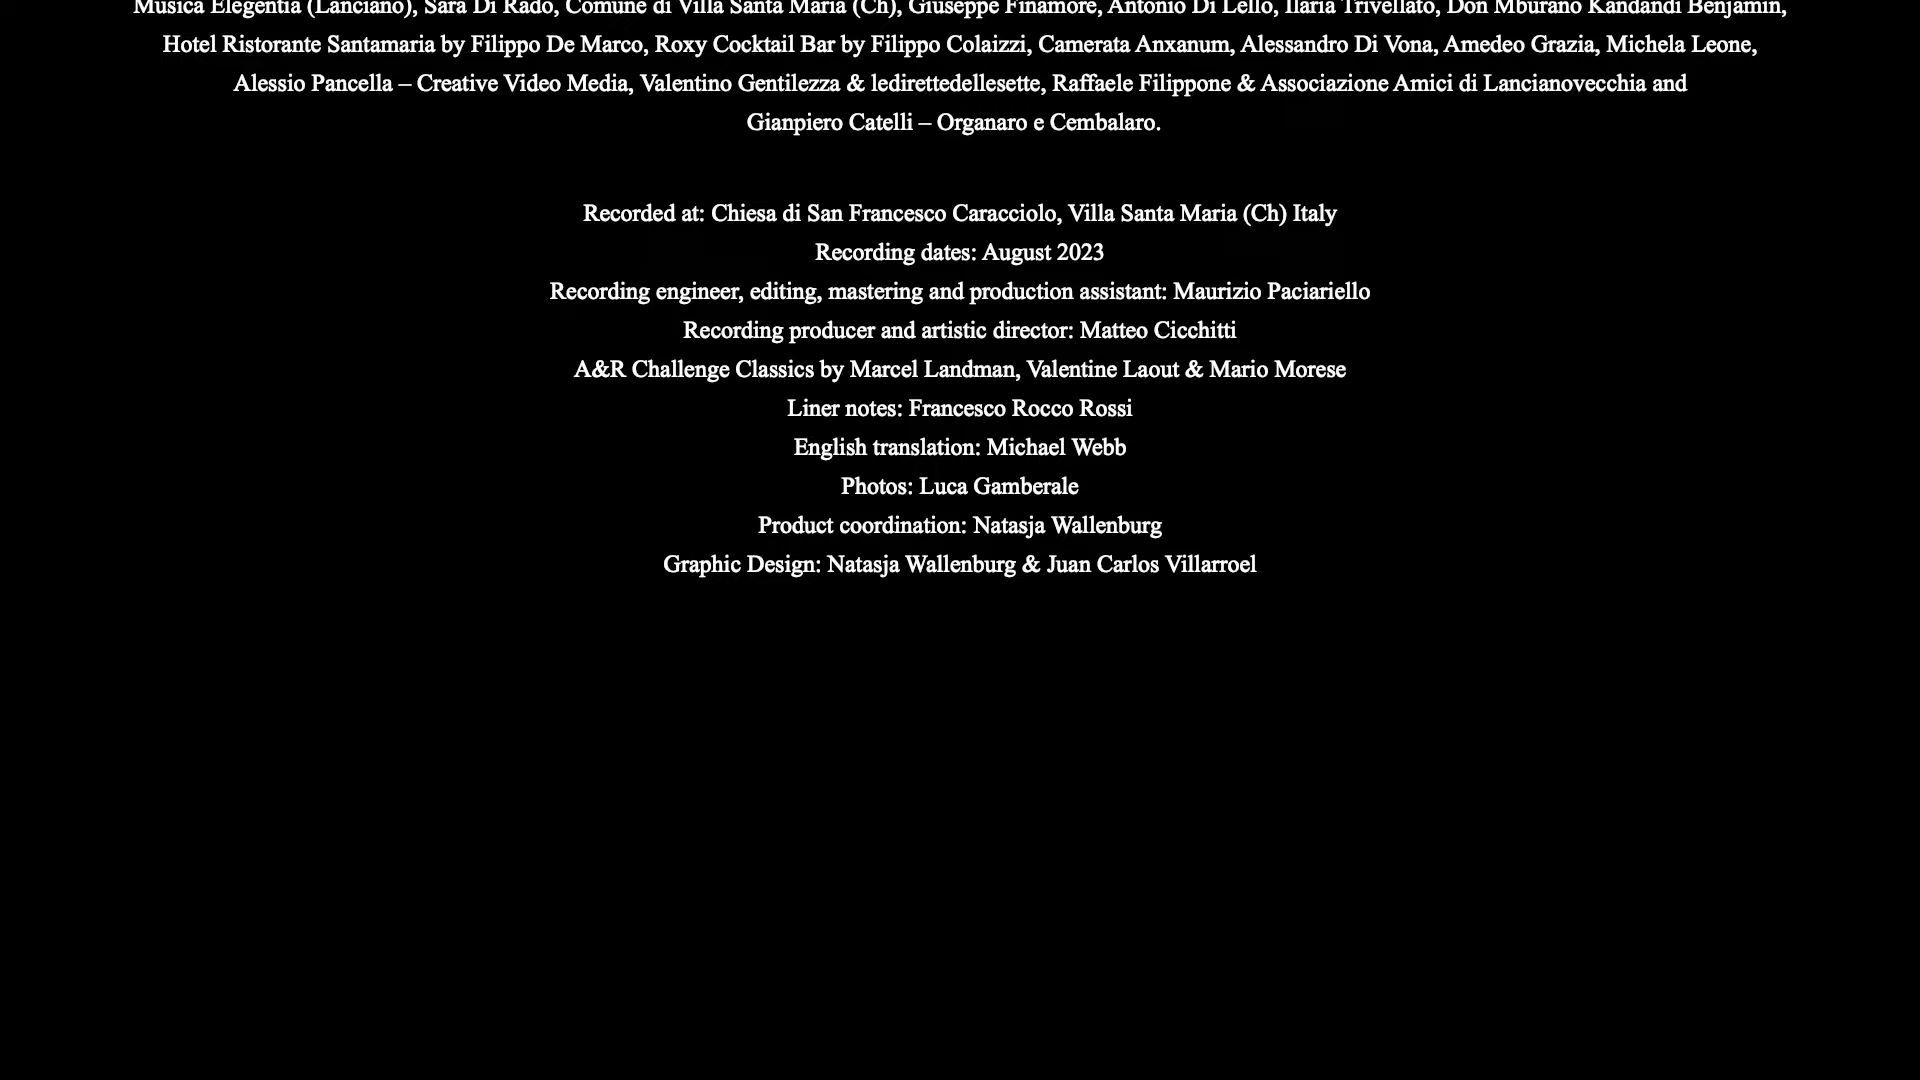 Musica Elegentia (Lanciano), Sara Di Rado, Comune di Villa Santa Maria (Ch), Giuseppe Finamore, Antonio Di Lello, Ilaria Trivellato, Don Mburano Kandandi Benjamin,
Hotel Ristorante Santamaria by Filippo De Marco, Roxy Cocktail Bar by Filippo Colaizzi, Camerata Anxanum, Alessandro Di Vona, Amedeo Grazia, Michela Leone,
Alessio Pancella – Creative Video Media, Valentino Gentilezza & ledirettedellesette, Raffaele Filippone & Associazione Amici di Lancianovecchia and
Gianpiero Catelli – Organaro e Cembalaro.
Recorded at: Chiesa di San Francesco Caracciolo, Villa Santa Maria (Ch) Italy
Recording dates: August 2023
Recording engineer, editing, mastering and production assistant: Maurizio Paciariello
Recording producer and artistic director: Matteo Cicchitti
A&R Challenge Classics by Marcel Landman, Valentine Laout & Mario Morese
Liner notes: Francesco Rocco Rossi
English translation: Michael Webb
Photos: Luca Gamberale
Product coordination: Natasja Wallenburg
Graphic Design: Natasja Wallenburg & Juan Carlos Villarroel